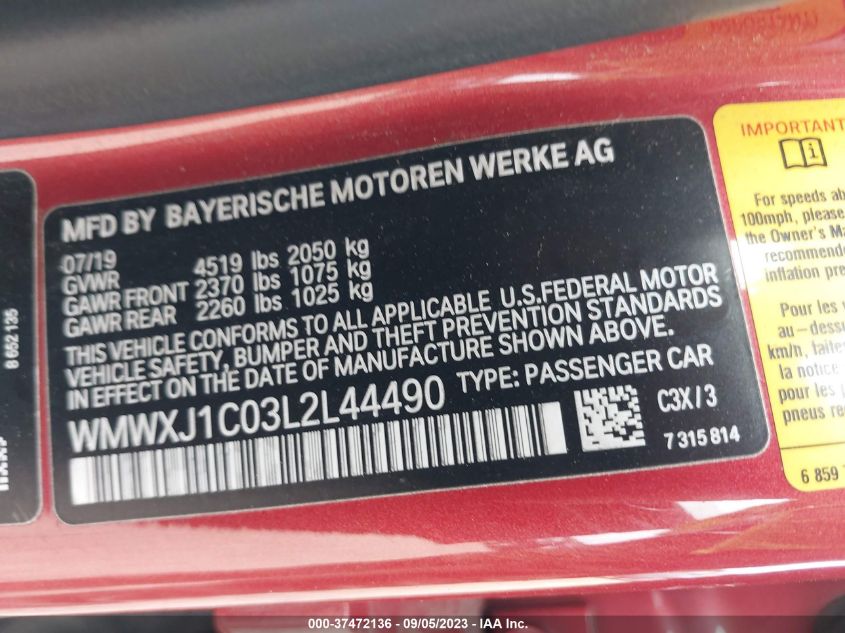 MFD BY BAYERISCHE MOTOREN WERKE AG
07/19
GVWR 4519 lbs 2050 kg
GAWR FRONT 2370 lbs 1075 kg
GAWR REAR 2260 lbs 1025 kg
THIS VEHICLE CONFORMS TO ALL APPLICABLE U.S.FEDERAL MOTOR
VEHICLE SAFETY, BUMPER AND THEFT PREVENTION STANDARDS
IN EFFECT ON THE DATE OF MANUFACTURE SHOWN ABOVE.
WMWXJ1C03L2L44490 TYPE: PASSENGER CAR
C3X/3
7 315 814
8 652 135
IMPORTANT
For speeds ab
100mph, please
the Owner's Ma
recommende
inflation pre
Pour les
au-dessu
km/h, faites
la notice
pour les p
pneus re
6 859
000-37472136 - 09/05/2023 - IAA Inc.